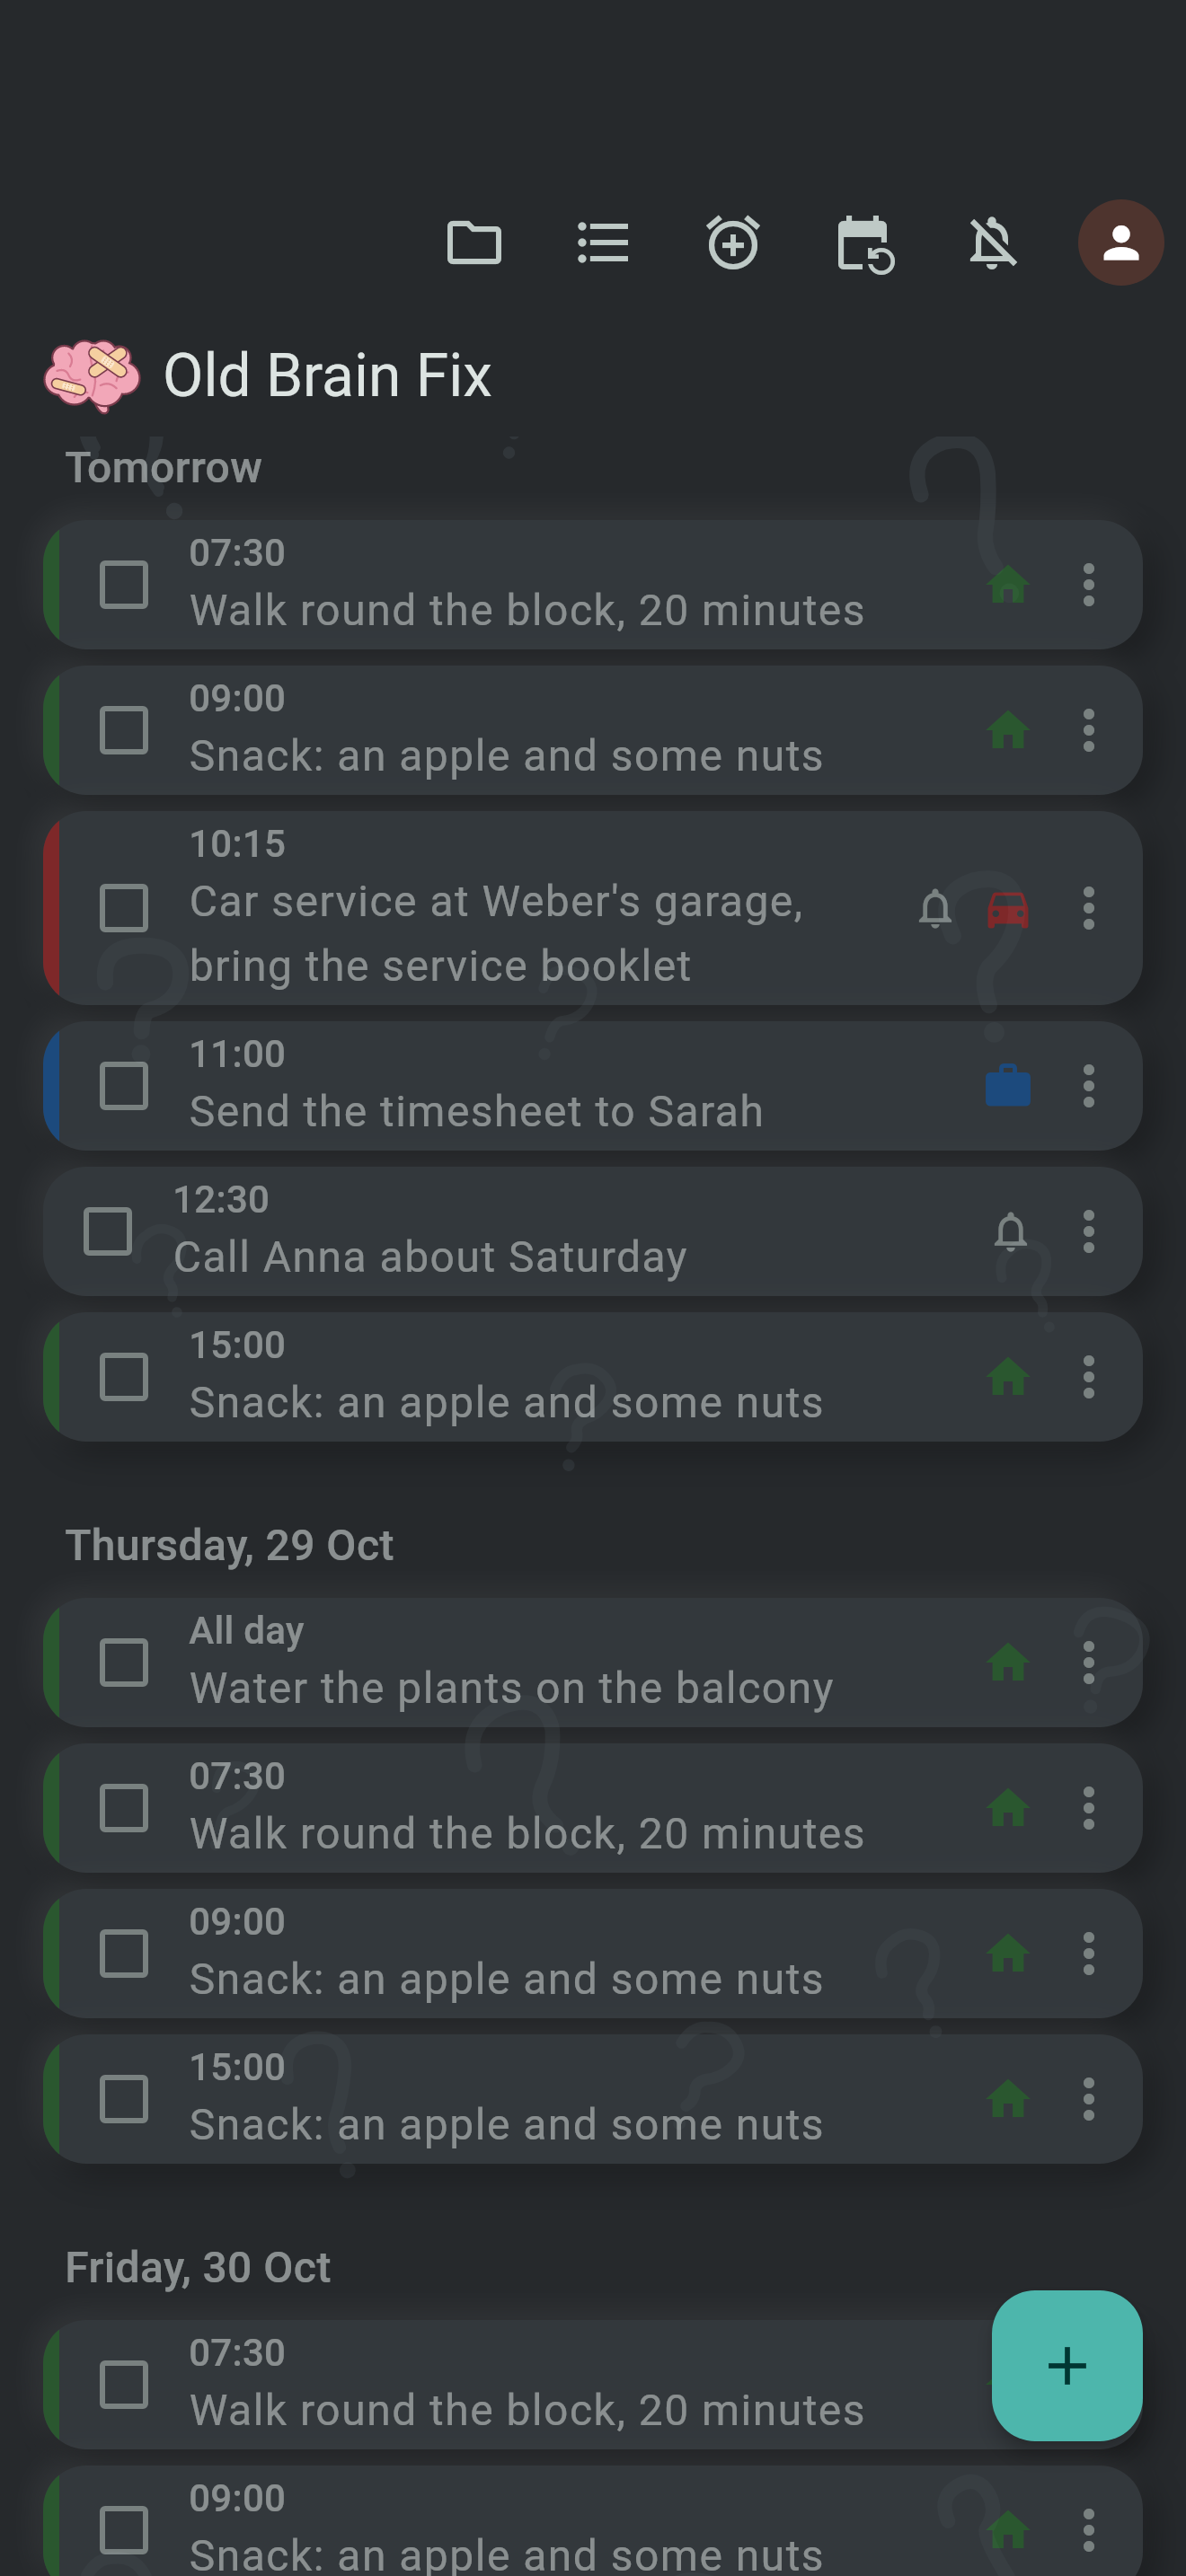 Old Brain Fix
Tomorrow
07:30
Walk round the block, 20 minutes
09:00
Snack: an apple and some nuts
10:15
Car service at Weber's garage,
bring the service booklet
11:00
Send the timesheet to Sarah
12:30
Call Anna about Saturday
15:00
Snack: an apple and some nuts
Thursday, 29 Oct
All day
Water the plants on the balcony
07:30
Walk round the block, 20 minutes
09:00
Snack: an apple and some nuts
15:00
Snack: an apple and some nuts
Friday, 30 Oct
07:30
Walk round the block, 20 minutes
09:00
Snack: an apple and some nuts